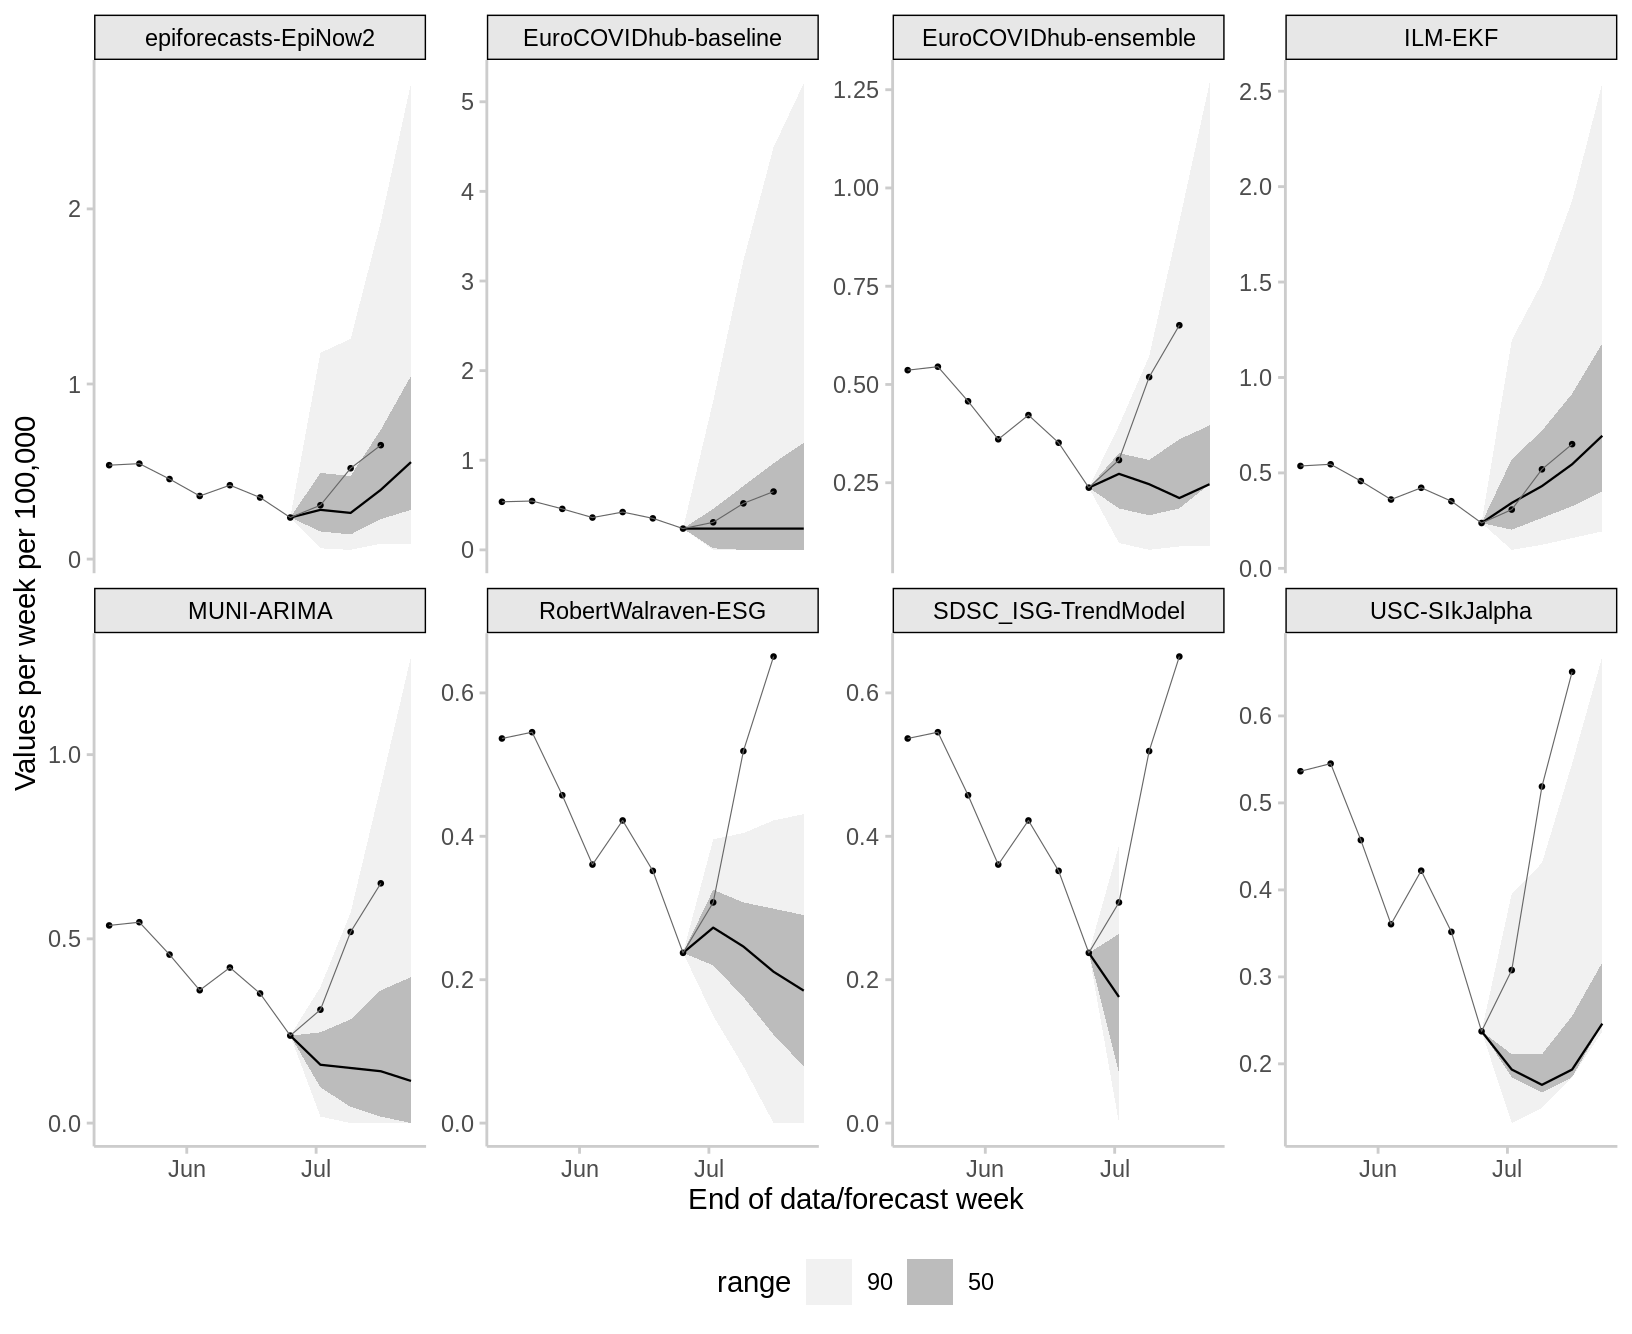 epiforecasts-EpiNow2
EuroCOVIDhub-baseline
EuroCOVIDhub-ensemble
ILM-EKF
2
1
0
5
4
3
2
1
0
1.25
1.00
0.75
0.50
0.25
2.5
2.0
1.5
1.0
0.5
0.0
Values per week per 100,000
MUNI-ARIMA
RobertWalraven-ESG
SDSC_ISG-TrendModel
USC-SIkJalpha
1.0
0.5
0.0
0.6
0.4
0.2
0.0
0.6
0.4
0.2
0.0
0.6
0.5
0.4
0.3
0.2
Jun Jul
Jun Jul
Jun Jul
Jun Jul
End of data/forecast week
range 90 50